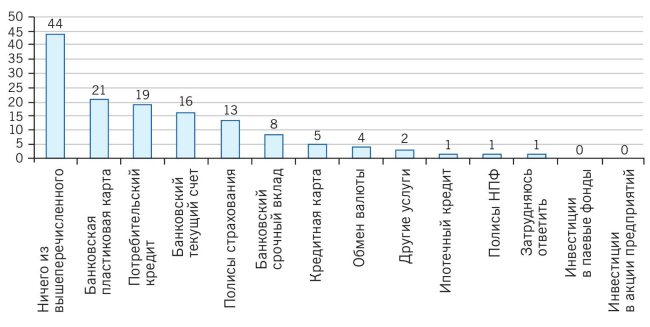 50
45
40
35
30
25
20
15
10
5
0
44
21
19
16
13
8
5
4
2
1
1
1
0
0
Ничего из
вышеперечисленного
Банковская
пластиковая карта
Потребительский
кредит
Банковский
текущий счет
Полисы страхования
Банковский
срочный вклад
Кредитная карта
Обмен валюты
Другие услуги
Ипотечный кредит
Полисы НПФ
Затрудняюсь
ответить
Инвестиции
в паевые фонды
Инвестиции
в акции предприятий